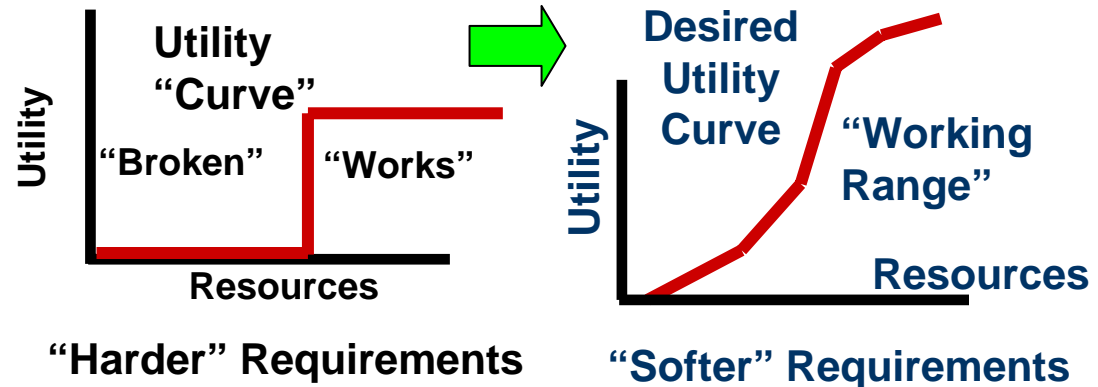 Utility
“Curve”
Utility
“Broken”
“Works”
Resources
“Harder” Requirements
Desired
Utility
Curve
Utility
“Working
Range”
Resources
“Softer” Requirements